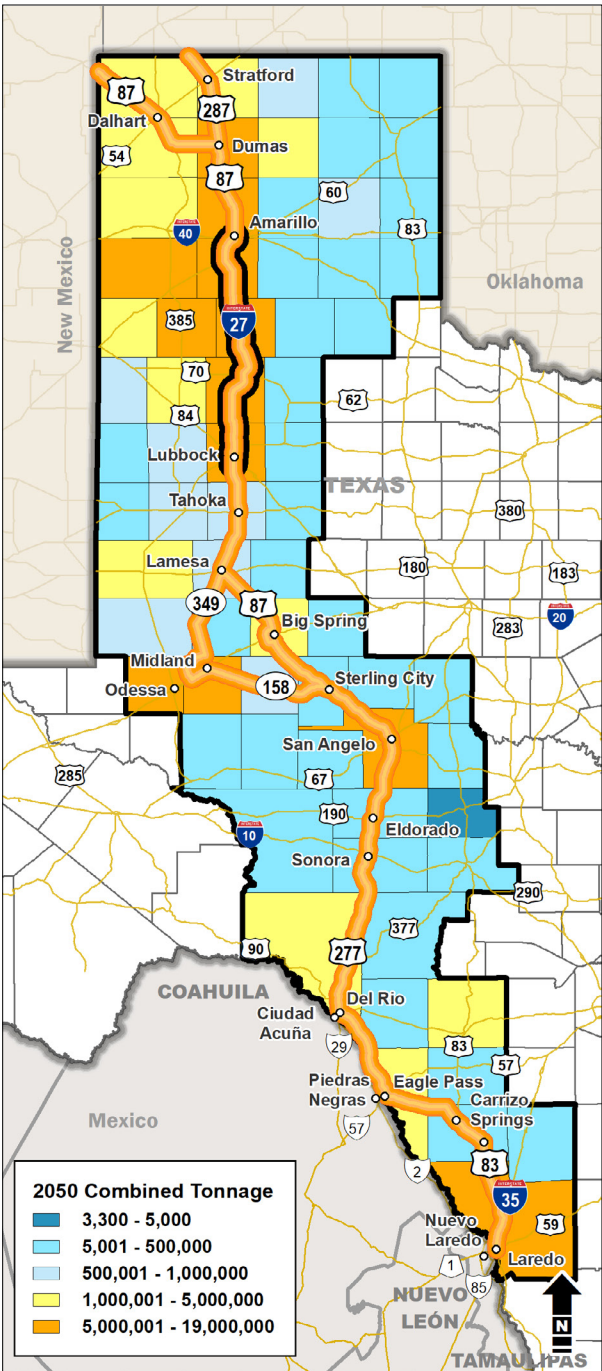 Stratford
87
287
Dalhart
54
Dumas
87
60
Amarillo
40
83
New Mexico
Oklahoma
385
INTERSTATE
27
70
84
62
Lubbock
TEXAS
Tahoka
380
Lamesa
180
183
349
87
20
Big Spring
283
Midland
Odessa
158
Sterling City
San Angelo
285
67
190
10
Eldorado
Sonora
290
377
90
277
COAHUILA
Del Rio
Ciudad
Acuña
29
83
57
Piedras
Negras
Eagle Pass
Carrizo
Springs
57
Mexico
2
83
INTERSTATE
35
59
Nuevo
Laredo
Laredo
1
85
NUEVO
LEÓN
N
TAMAULIPAS
2050 Combined Tonnage
3,300 - 5,000
5,001 - 500,000
500,001 - 1,000,000
1,000,001 - 5,000,000
5,000,001 - 19,000,000